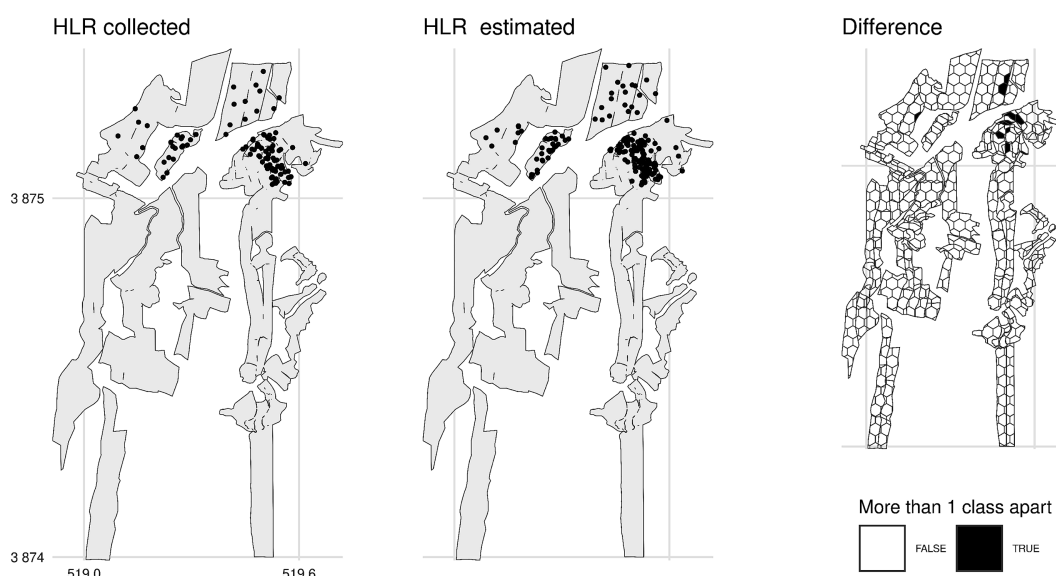 HLR collected
HLR  estimated
Difference
3 875
3 874
519.0
519.6
More than 1 class apart
FALSE
TRUE